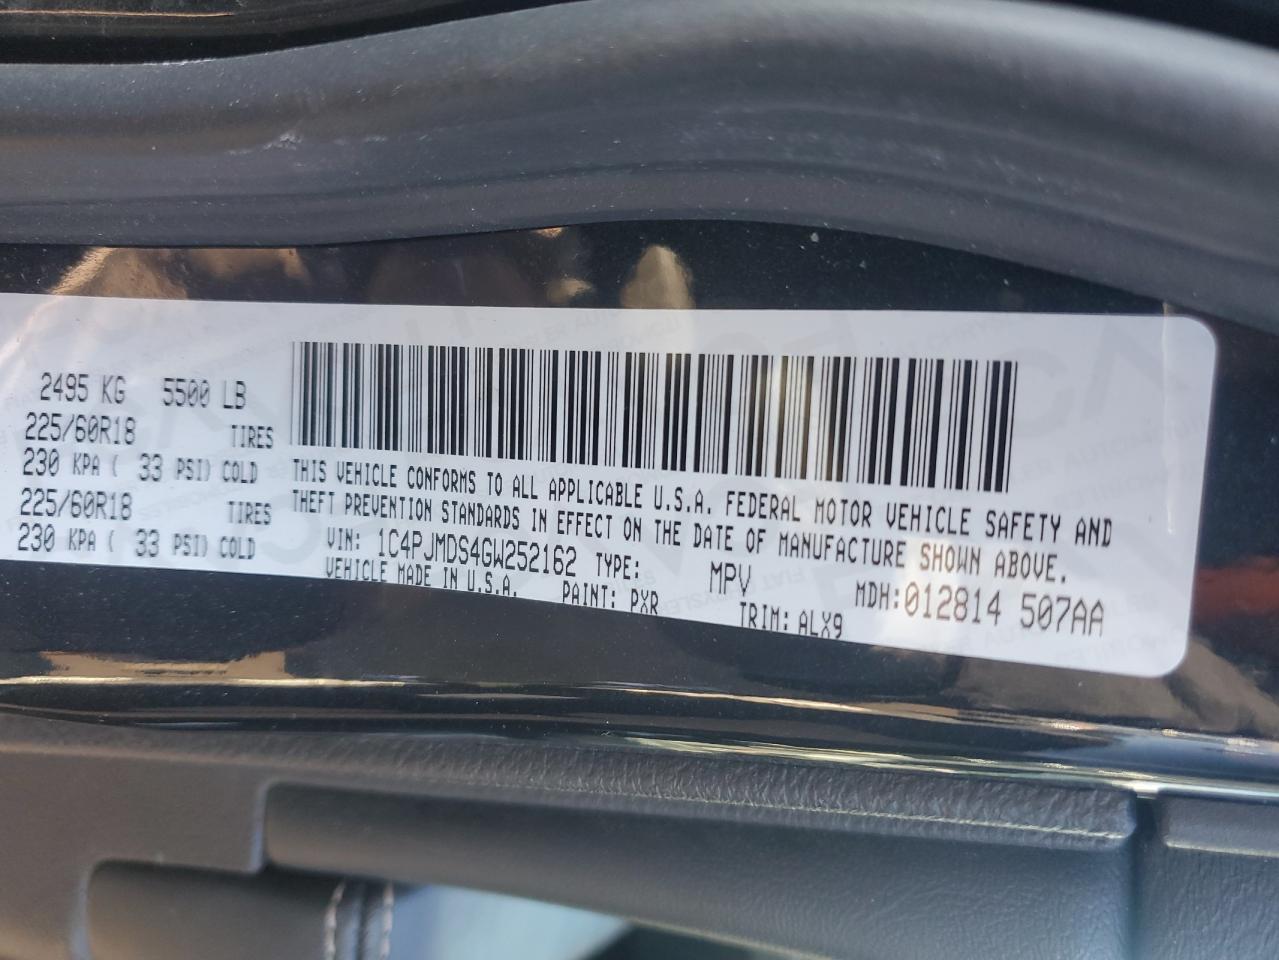 2495 KG 5500 LB
225/60R18 TIRES
230 KPA ( 33 PSI) COLD
225/60R18 TIRES
230 KPA ( 33 PSI) COLD
THIS VEHICLE CONFORMS TO ALL APPLICABLE U.S.A. FEDERAL MOTOR VEHICLE SAFETY AND
THEFT PREVENTION STANDARDS IN EFFECT ON THE DATE OF MANUFACTURE SHOWN ABOVE.
VIN: 1C4PJMDS4GW252162 TYPE: MPV MDH:012814 507AA
VEHICLE MADE IN U.S.A. PAINT: PXR TRIM: ALX9